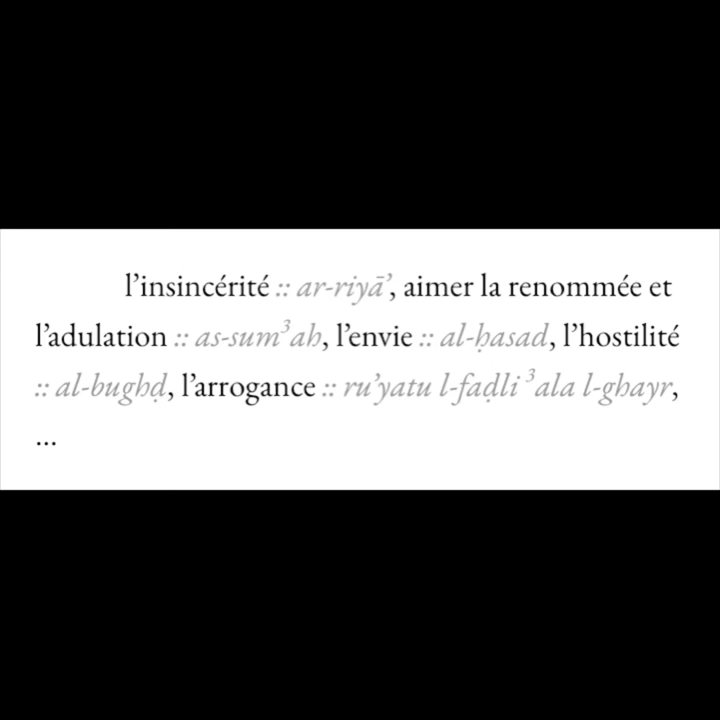 l’insincérité :: ar-riyā’, aimer la renommée et
l’adulation :: as-sum³ah, l’envie :: al-ḥasad, l’hostilité
:: al-bughḍ, l’arrogance :: ru’yatu l-faḍli ³ala l-ghayr,
...